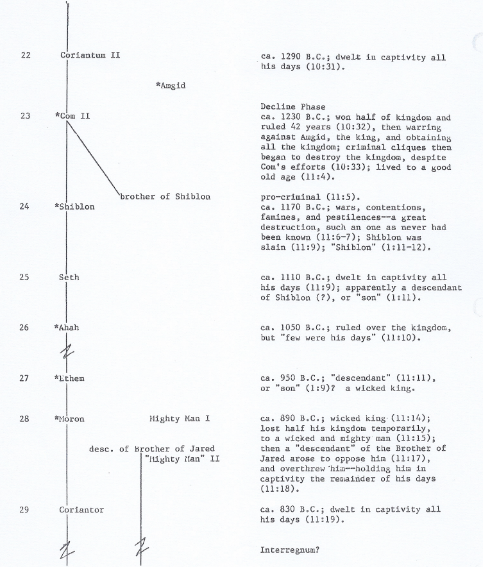 22 Coriantum II ca. 1290 B.C.; dwelt in captivity all
his days (10:31).
*Amgid
Decline Phase
23 *Com II ca. 1230 B.C.; won half of kingdom and
ruled 42 years (10:32), then warring
against Amgid, the king, and obtaining
all the kingdom; criminal cliques then
began to destroy the kingdom, despite
Com's efforts (10:33); lived to a good
old age (11:4).
brother of Shiblon pro-criminal (11:5).
24 *Shiblon ca. 1170 B.C.; wars, contentions,
famines, and pestilences--a great
destruction, such an one as never had
been known (11:6-7); Shiblon was
slain (11:9); "Shiblon" (1:11-12).
25 Seth ca. 1110 B.C.; dwelt in captivity all
his days (11:9); apparently a descendant
of Shiblon (?), or "son" (1:11).
26 *Ahah ca. 1050 B.C.; ruled over the kingdom,
but "few were his days" (11:10).
27 *Ethem ca. 950 B.C.; "descendant" (11:11),
or "son" (1:9)? a wicked king.
28 *Moron Mighty Man I ca. 890 B.C.; wicked king (11:14);
lost half his kingdom temporarily,
to a wicked and mighty man (11:15);
desc. of Brother of Jared then a "descendant" of the Brother of
"Mighty Man" II Jared arose to oppose him (11:17),
and overthrew him--holding him in
captivity the remainder of his days
(11:18).
29 Coriantor ca. 830 B.C.; dwelt in captivity all
his days (11:19).
Interregnum?